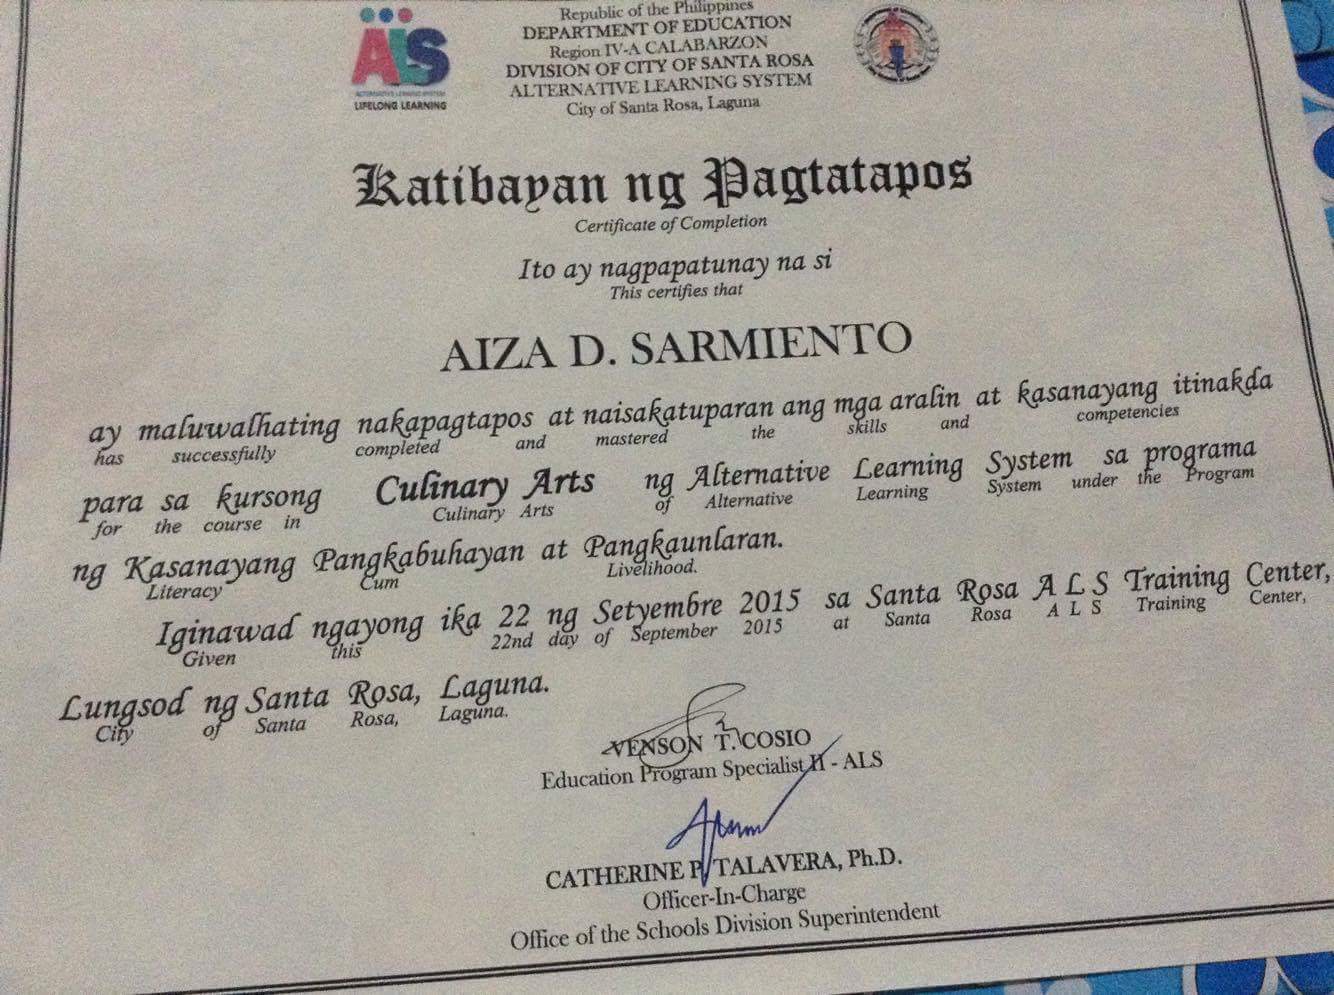 ALS
ALTERNATIVE LEARNING SYSTEM
LIFELONG LEARNING
Republic of the Philippines
DEPARTMENT OF EDUCATION
Region IV-A CALABARZON
DIVISION OF CITY OF SANTA ROSA
ALTERNATIVE LEARNING SYSTEM
City of Santa Rosa, Laguna
Katibayan ng Pagtatapos
Certificate of Completion
Ito ay nagpapatunay na si
This certifies that
AIZA D. SARMIENTO
ay maluwalhating nakapagtapos at naisakatuparan ang mga aralin at kasanayang itinakda
has successfully completed and mastered the skills and competencies
para sa kursong Culinary Arts ng Alternative Learning System sa programa
for the course in Culinary Arts of Alternative Learning System under the Program
ng Kasanayang Pangkabuhayan at Pangkaunlaran.
Literacy Cum Livelihood.
Iginawad ngayong ika 22 ng Setyembre 2015 sa Santa Rosa A L S Training Center,
Given this 22nd day of September 2015 at Santa Rosa A L S Training Center,
Lungsod ng Santa Rosa, Laguna.
City of Santa Rosa, Laguna.
VENSON T. COSIO
Education Program Specialist II - ALS
CATHERINE P. TALAVERA, Ph.D.
Officer-In-Charge
Office of the Schools Division Superintendent